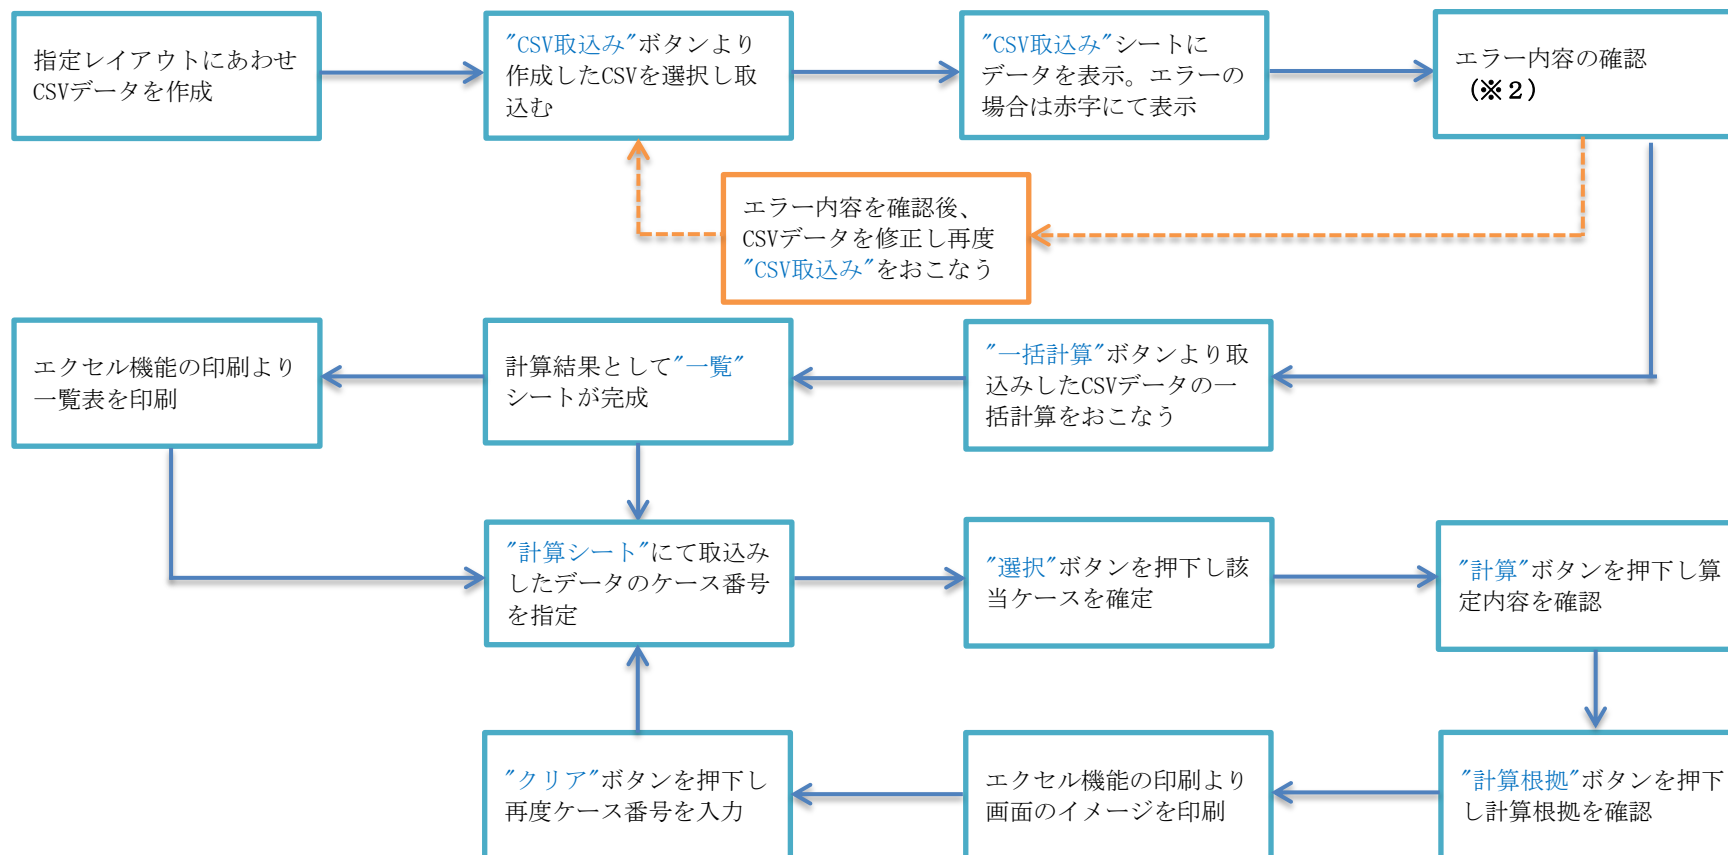 指定レイアウトにあわせ
CSVデータを作成
"CSV取込み"ボタンより
作成したCSVを選択し取
込む
"CSV取込み"シートに
データを表示。エラーの
場合は赤字にて表示
エラー内容の確認
（※２）
エラー内容を確認後、
CSVデータを修正し再度
"CSV取込み"をおこなう
エクセル機能の印刷より
一覧表を印刷
計算結果として"一覧"
シートが完成
"一括計算"ボタンより取
込みしたCSVデータの一
括計算をおこなう
"計算シート"にて取込み
したデータのケース番号
を指定
"選択"ボタンを押下し該
当ケースを確定
"計算"ボタンを押下し算
定内容を確認
"クリア"ボタンを押下し
再度ケース番号を入力
エクセル機能の印刷より
画面のイメージを印刷
"計算根拠"ボタンを押下
し計算根拠を確認